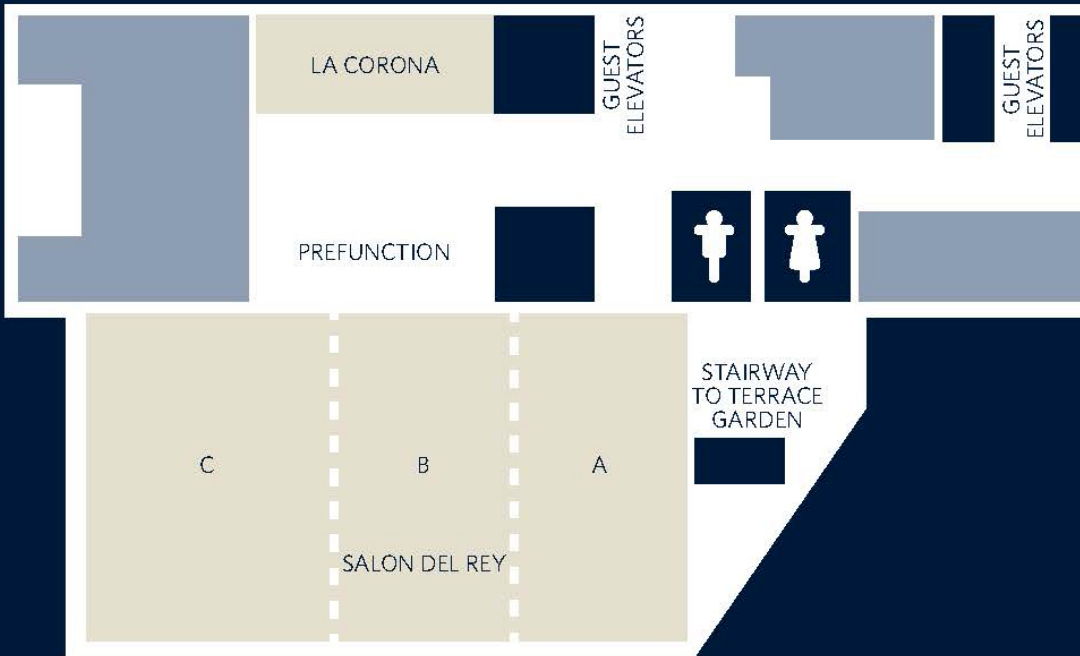 LA CORONA
GUEST
ELEVATORS
GUEST
ELEVATORS
PREFUNCTION
STAIRWAY
TO TERRACE
GARDEN
C
B
A
SALON DEL REY